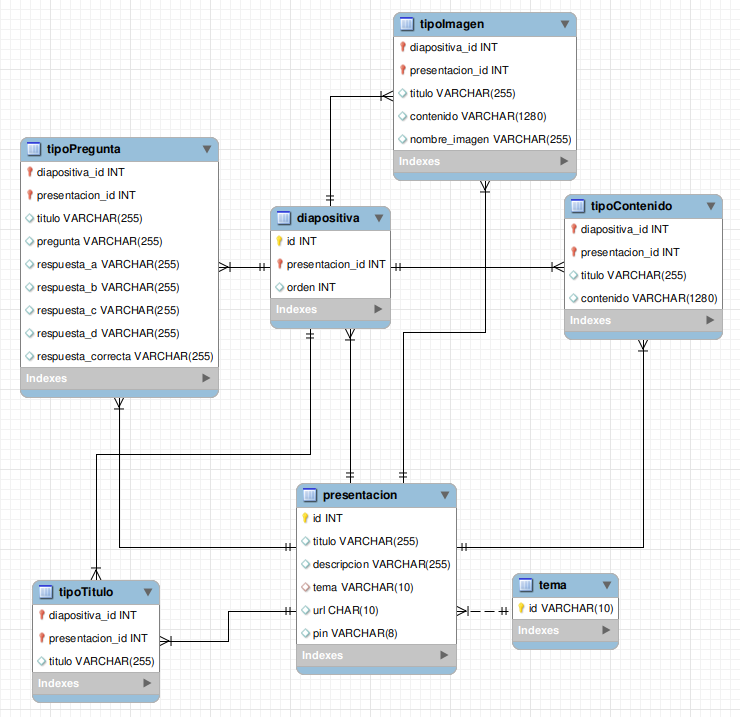 tipoImagen
diapositiva_id INT
presentacion_id INT
titulo VARCHAR(255)
contenido VARCHAR(1280)
nombre_imagen VARCHAR(255)
Indexes
tipoPregunta
diapositiva_id INT
presentacion_id INT
titulo VARCHAR(255)
pregunta VARCHAR(255)
respuesta_a VARCHAR(255)
respuesta_b VARCHAR(255)
respuesta_c VARCHAR(255)
respuesta_d VARCHAR(255)
respuesta_correcta VARCHAR(255)
Indexes
diapositiva
id INT
presentacion_id INT
orden INT
Indexes
tipoContenido
diapositiva_id INT
presentacion_id INT
titulo VARCHAR(255)
contenido VARCHAR(1280)
Indexes
presentacion
id INT
titulo VARCHAR(255)
descripcion VARCHAR(255)
tema VARCHAR(10)
url CHAR(10)
pin VARCHAR(8)
Indexes
tema
id VARCHAR(10)
Indexes
tipoTitulo
diapositiva_id INT
presentacion_id INT
titulo VARCHAR(255)
Indexes